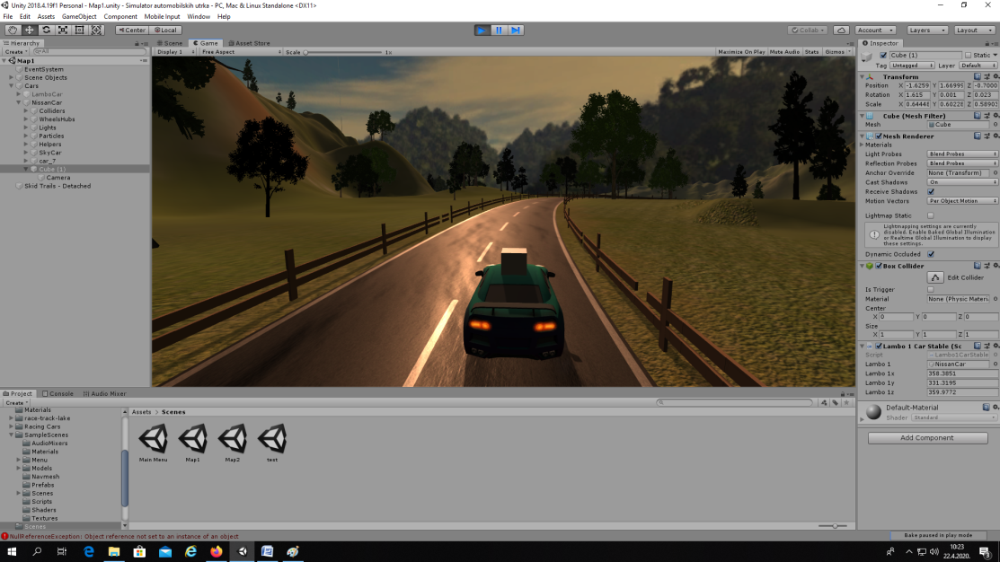 Unity 2018.4.19f1 Personal - Map1.unity - Simulator automobilskih utrka - PC, Mac & Linux Standalone <DX11>
File Edit Assets GameObject Component Mobile Input Window Help
Center Local Collab Account Layers Layout
Hierarchy
Create All
Map1
EventSystem
Scene Objects
Cars
LamboCar
NissanCar
Colliders
WheelsHubs
Lights
Particles
Helpers
SkyCar
car_7
Cube (1)
Camera
Skid Trails - Detached
Scene Game Asset Store
Display 1 Free Aspect Scale 1x Maximize On Play Mute Audio Stats Gizmos
Inspector
Cube (1) Static
Tag Untagged Layer Default
Transform
Position X -1.6259 Y 1.66999 Z -0.7000
Rotation X 1.615 Y 0.001 Z 0.023
Scale X 0.64448 Y 0.60228 Z 0.58903
Cube (Mesh Filter)
Mesh Cube
Mesh Renderer
Materials
Light Probes Blend Probes
Reflection Probes Blend Probes
Anchor Override None (Transform)
Cast Shadows On
Receive Shadows
Motion Vectors Per Object Motion
Lightmap Static
Lightmapping settings are currently
disabled. Enable Baked Global Illumination
or Realtime Global Illumination to display
these settings.
Dynamic Occluded
Box Collider
Edit Collider
Is Trigger
Material None (Physic Materi
Center
X 0 Y 0 Z 0
Size
X 1 Y 1 Z 1
Lambo 1 Car Stable (Sc
Script Lambo1CarStable
Lambo 1 NissanCar
Lambo 1x 358.3851
Lambo 1y 331.3195
Lambo 1z 359.9772
Default-Material
Shader Standard
Add Component
Project Console Audio Mixer
Create
Materials
race-track-lake
Racing Cars
SampleScenes
AudioMixers
Materials
Menu
Models
Navmesh
Prefabs
Scenes
Scripts
Shaders
Textures
Scenes
Assets > Scenes
Main Menu Map1 Map2 test
NullReferenceException: Object reference not set to an instance of an object
Bake paused in play mode
10:23
22.4.2020.
3